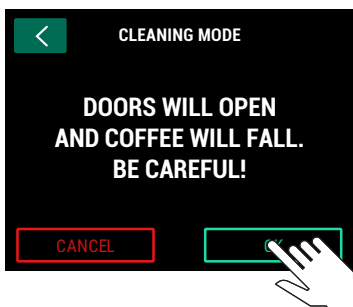 CLEANING MODE
DOORS WILL OPEN
AND COFFEE WILL FALL.
BE CAREFUL!
CANCEL